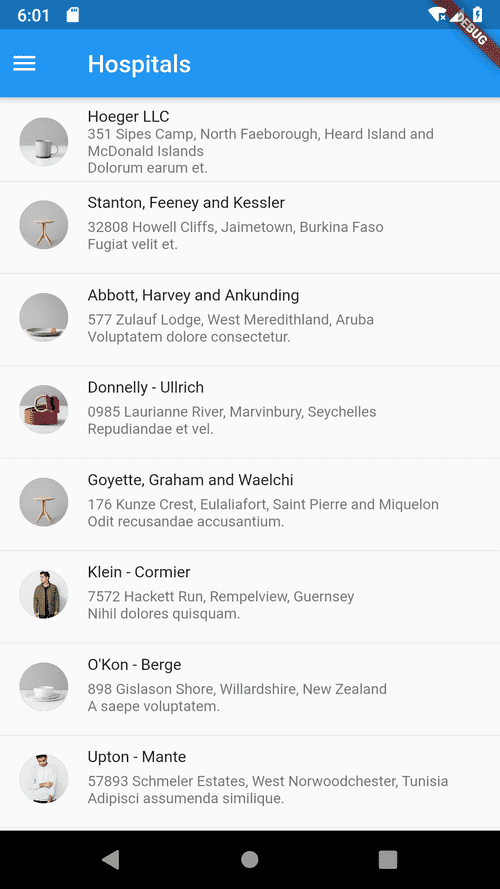 6:01
DEBUG
Hospitals
Hoeger LLC
351 Sipes Camp, North Faeborough, Heard Island and
McDonald Islands
Dolorum earum et.
Stanton, Feeney and Kessler
32808 Howell Cliffs, Jaimetown, Burkina Faso
Fugiat velit et.
Abbott, Harvey and Ankunding
577 Zulauf Lodge, West Meredithland, Aruba
Voluptatem dolore consectetur.
Donnelly - Ullrich
0985 Laurianne River, Marvinbury, Seychelles
Repudiandae et vel.
Goyette, Graham and Waelchi
176 Kunze Crest, Eulaliafort, Saint Pierre and Miquelon
Odit recusandae accusantium.
Klein - Cormier
7572 Hackett Run, Rempelview, Guernsey
Nihil dolores quisquam.
O'Kon - Berge
898 Gislason Shore, Willardshire, New Zealand
A saepe voluptatem.
Upton - Mante
57893 Schmeler Estates, West Norwoodchester, Tunisia
Adipisci assumenda similique.